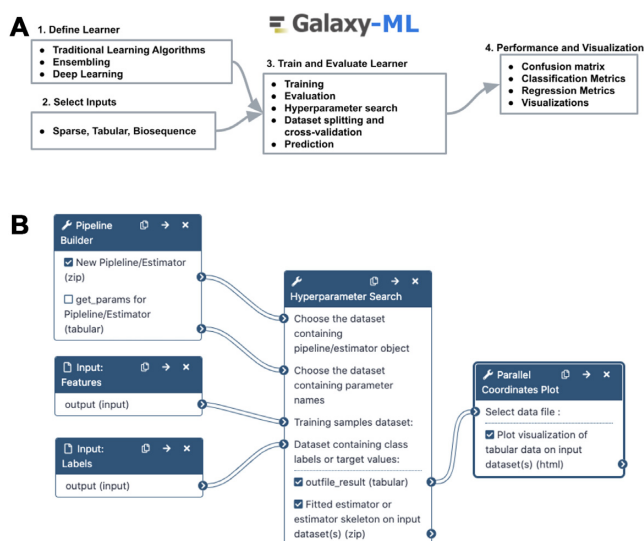 A
Galaxy-ML
1. Define Learner
Traditional Learning Algorithms
Ensembling
Deep Learning
2. Select Inputs
Sparse, Tabular, Biosequence
3. Train and Evaluate Learner
Training
Evaluation
Hyperparameter search
Dataset splitting and
cross-validation
Prediction
4. Performance and Visualization
Confusion matrix
Classification Metrics
Regression Metrics
Visualizations
B
Pipeline
Builder
New Pipleline/Estimator
(zip)
get_params for
Pipleline/Estimator
(tabular)
Input:
Features
output (input)
Input:
Labels
output (input)
Hyperparameter Search
Choose the dataset
containing
pipeline/estimator object
Choose the dataset
containing parameter
names
Training samples dataset:
Dataset containing class
labels or target values:
outfile_result (tabular)
Fitted estimator or
estimator skeleton on input
dataset(s) (zip)
Parallel
Coordinates Plot
Select data file :
Plot visualization of
tabular data on input
dataset(s) (html)